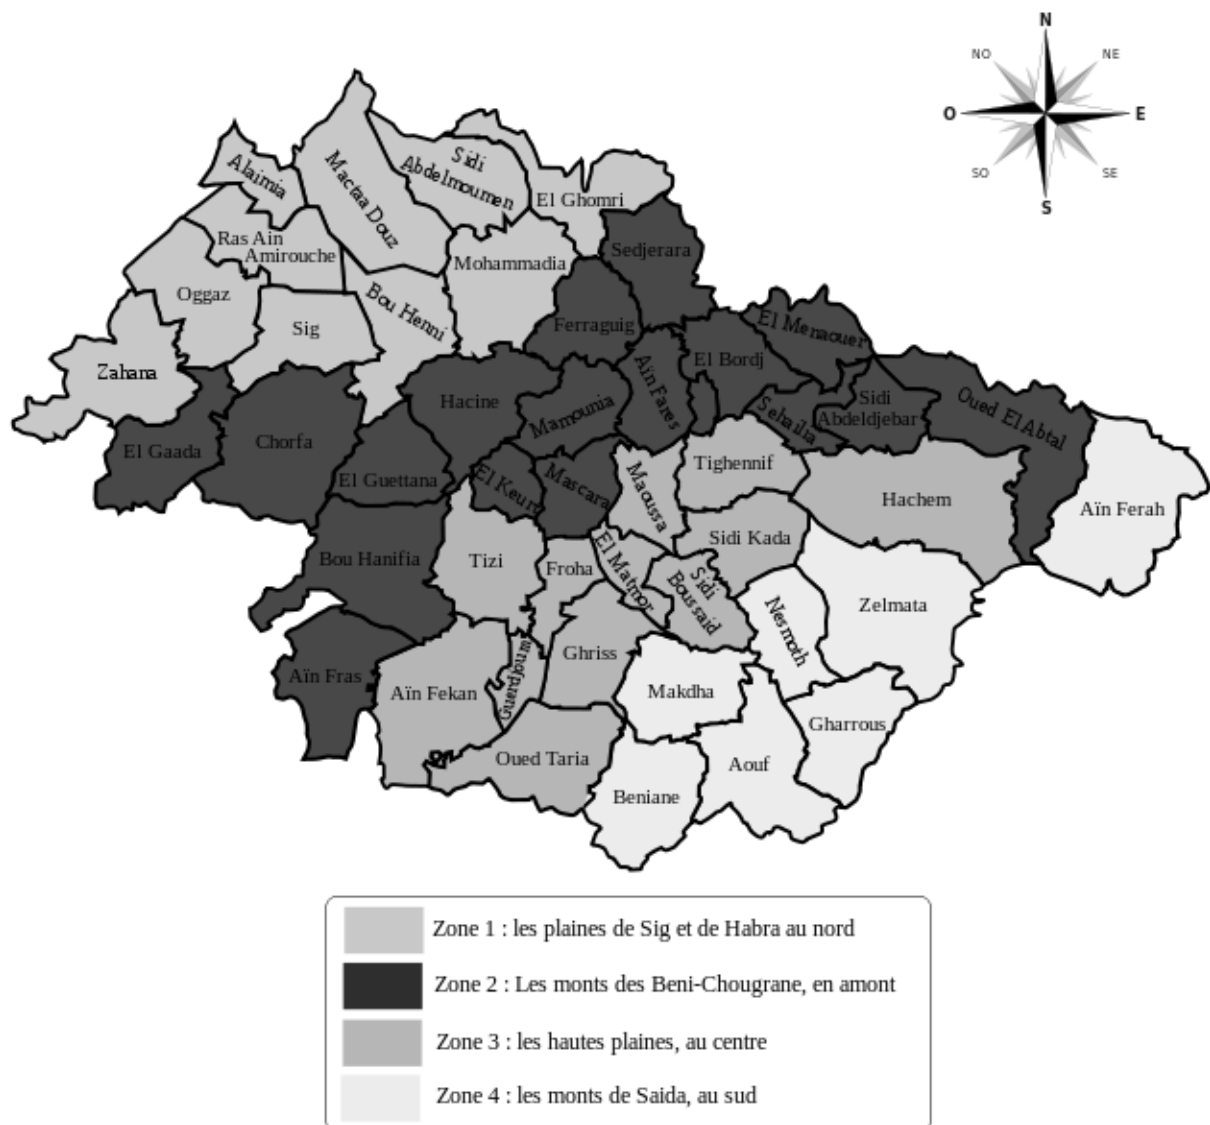 N
NO
NE
O
E
SO
SE
S
Alaimia
Mactaa Douz
Sidi
Abdelmoumen
El Ghomri
Ras Ain
Amirouche
Mohammadia
Sedjerara
Oggaz
Bou Henni
Sig
Ferraguig
El Menaouer
El Bordj
Zahana
Aïn Fares
Hacine
Mamounia
Sehailia
Sidi
Abdeldjebar
Oued El Abtal
Chorfa
El Gaada
El Guettana
El Keurt
Mascara
Maoussa
Tighennif
Hachem
Aïn Ferah
Bou Hanifia
Tizi
Froha
El Matmor
Sidi Kada
Sidi
Boussaid
Nesmoth
Zelmata
Aïn Fras
Aïn Fekan
Guerdjoum
Ghriss
Makdha
Gharrous
Oued Taria
Aouf
Beniane
Zone 1 : les plaines de Sig et de Habra au nord
Zone 2 : Les monts des Beni-Chougrane, en amont
Zone 3 : les hautes plaines, au centre
Zone 4 : les monts de Saida, au sud